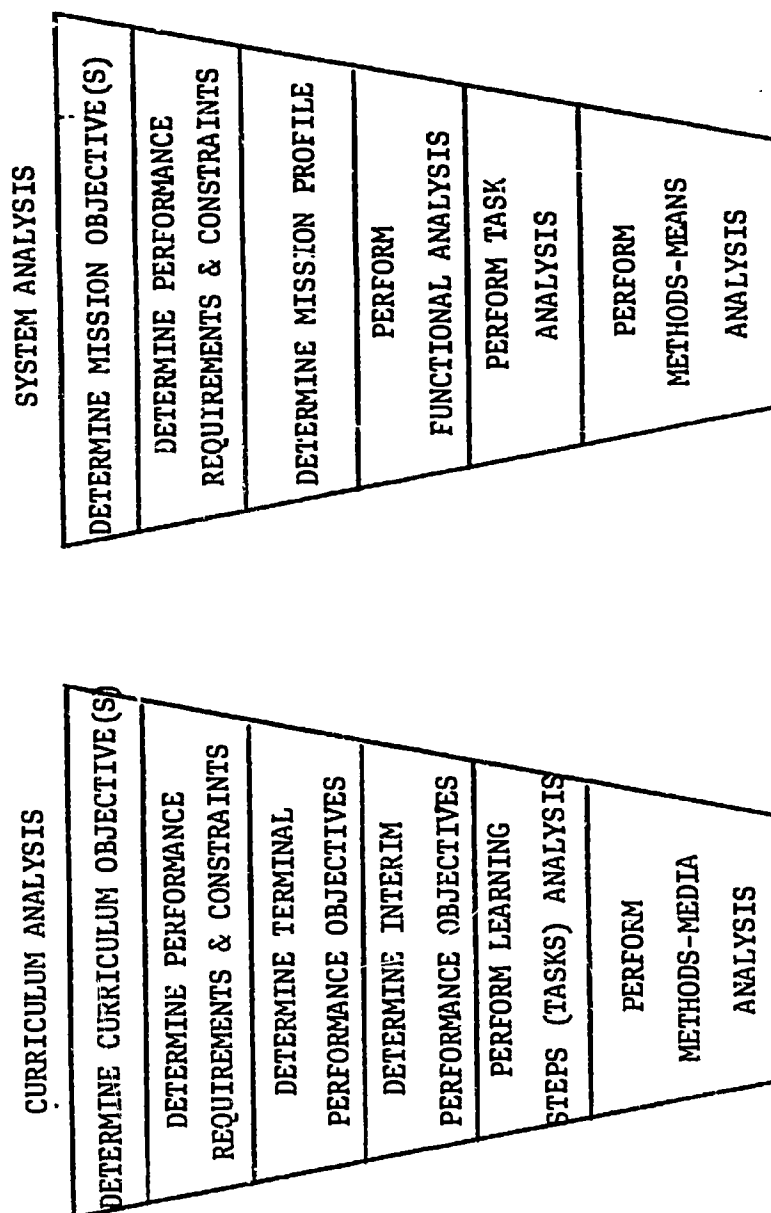 CURRICULUM ANALYSIS
DETERMINE CURRICULUM OBJECTIVE(S)
DETERMINE PERFORMANCE
REQUIREMENTS & CONSTRAINTS
DETERMINE TERMINAL
PERFORMANCE OBJECTIVES
DETERMINE INTERIM
PERFORMANCE OBJECTIVES
PERFORM LEARNING
STEPS (TASKS) ANALYSIS
PERFORM
METHODS-MEDIA
ANALYSIS
SYSTEM ANALYSIS
DETERMINE MISSION OBJECTIVE(S)
DETERMINE PERFORMANCE
REQUIREMENTS & CONSTRAINTS
DETERMINE MISSION PROFILE
PERFORM
FUNCTIONAL ANALYSIS
PERFORM TASK
ANALYSIS
PERFORM
METHODS-MEANS
ANALYSIS